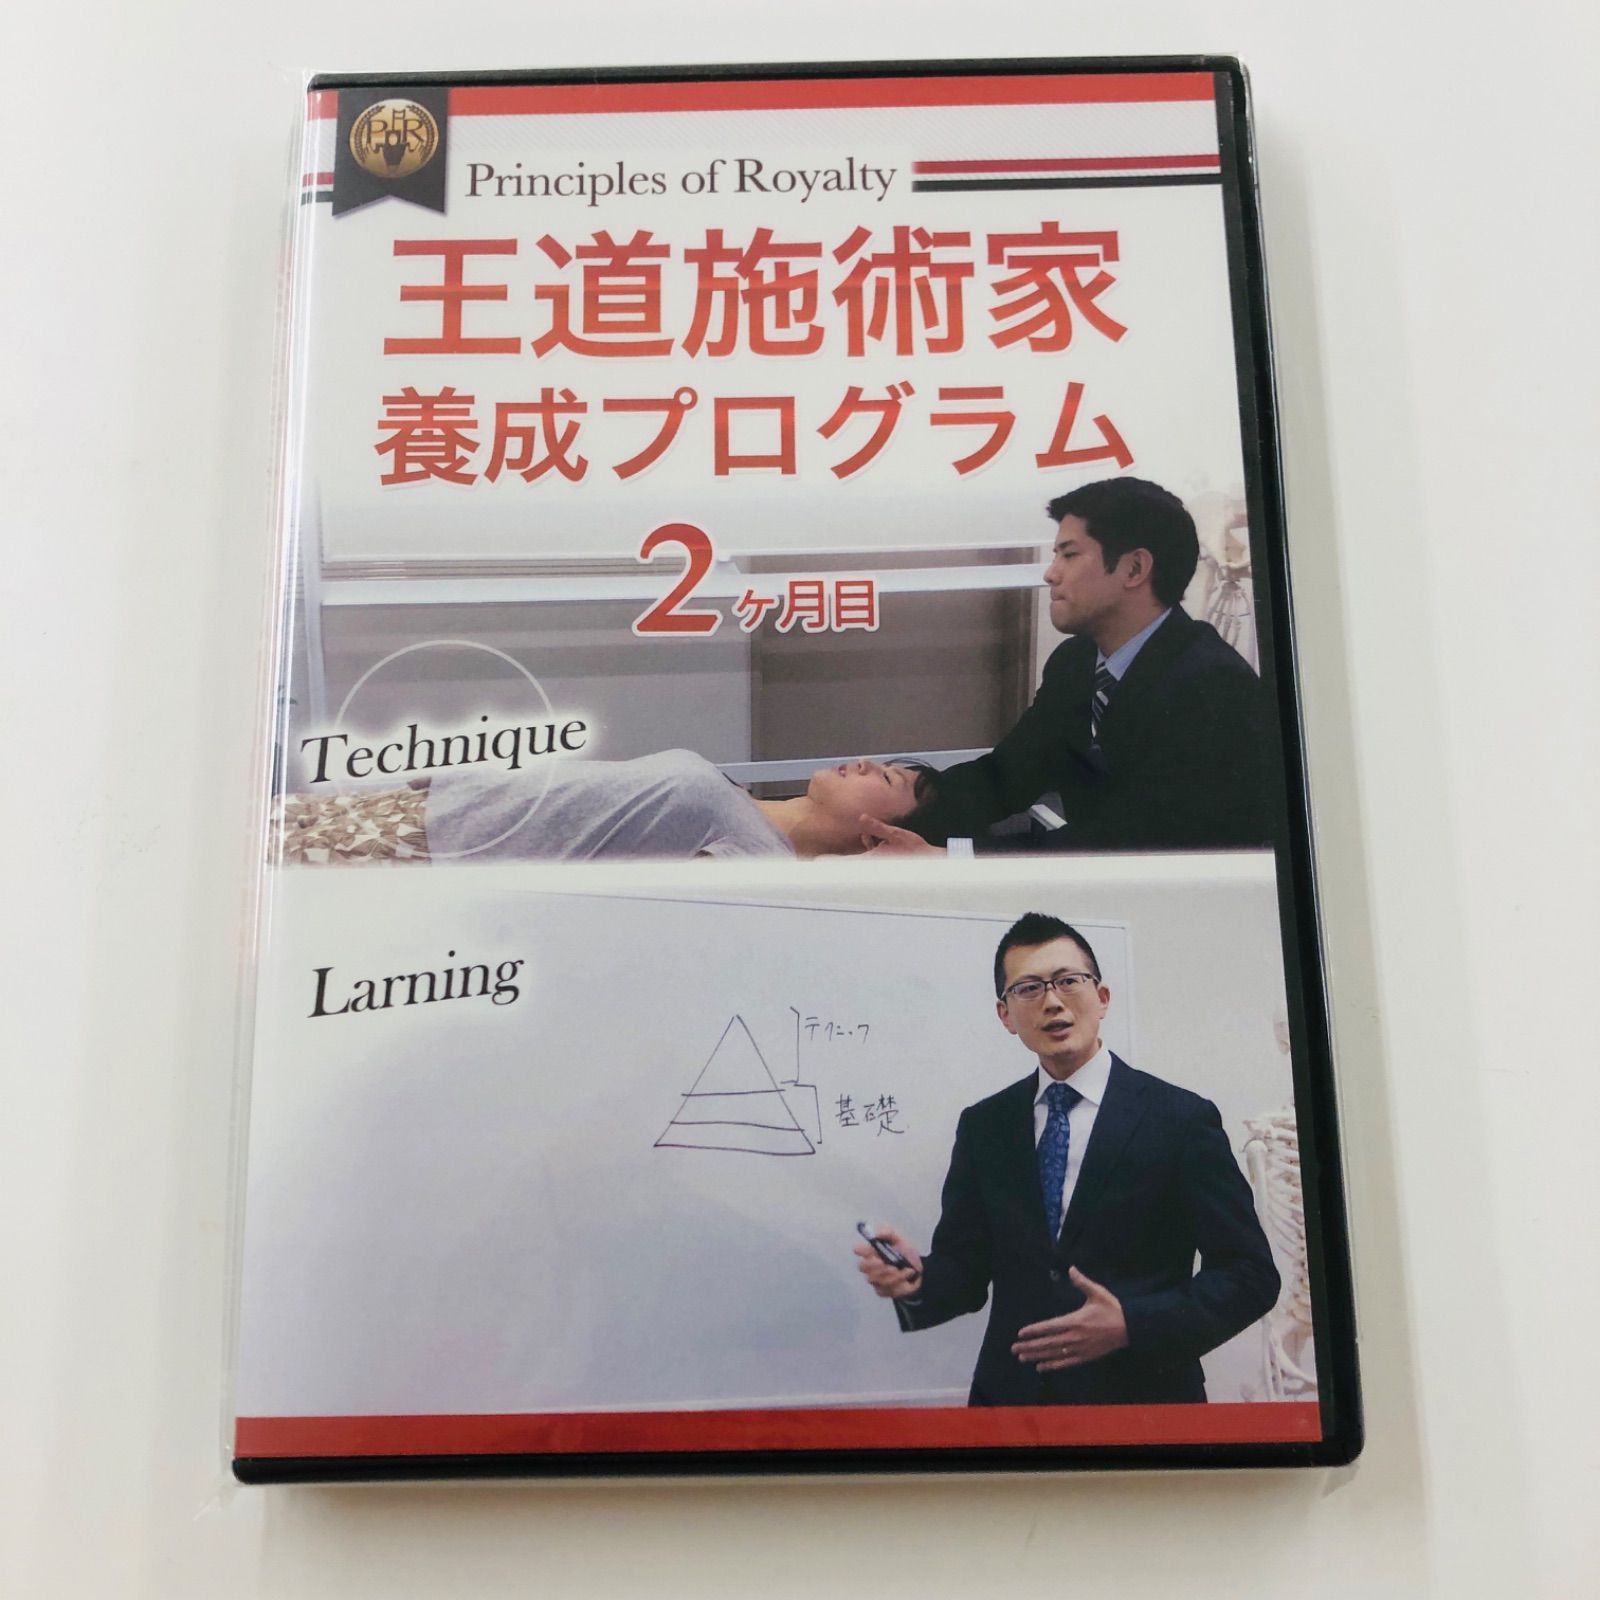 PR
Principles of Royalty
王道施術家
養成プログラム
2ヶ月目
Technique
Larning
テクニック
基礎